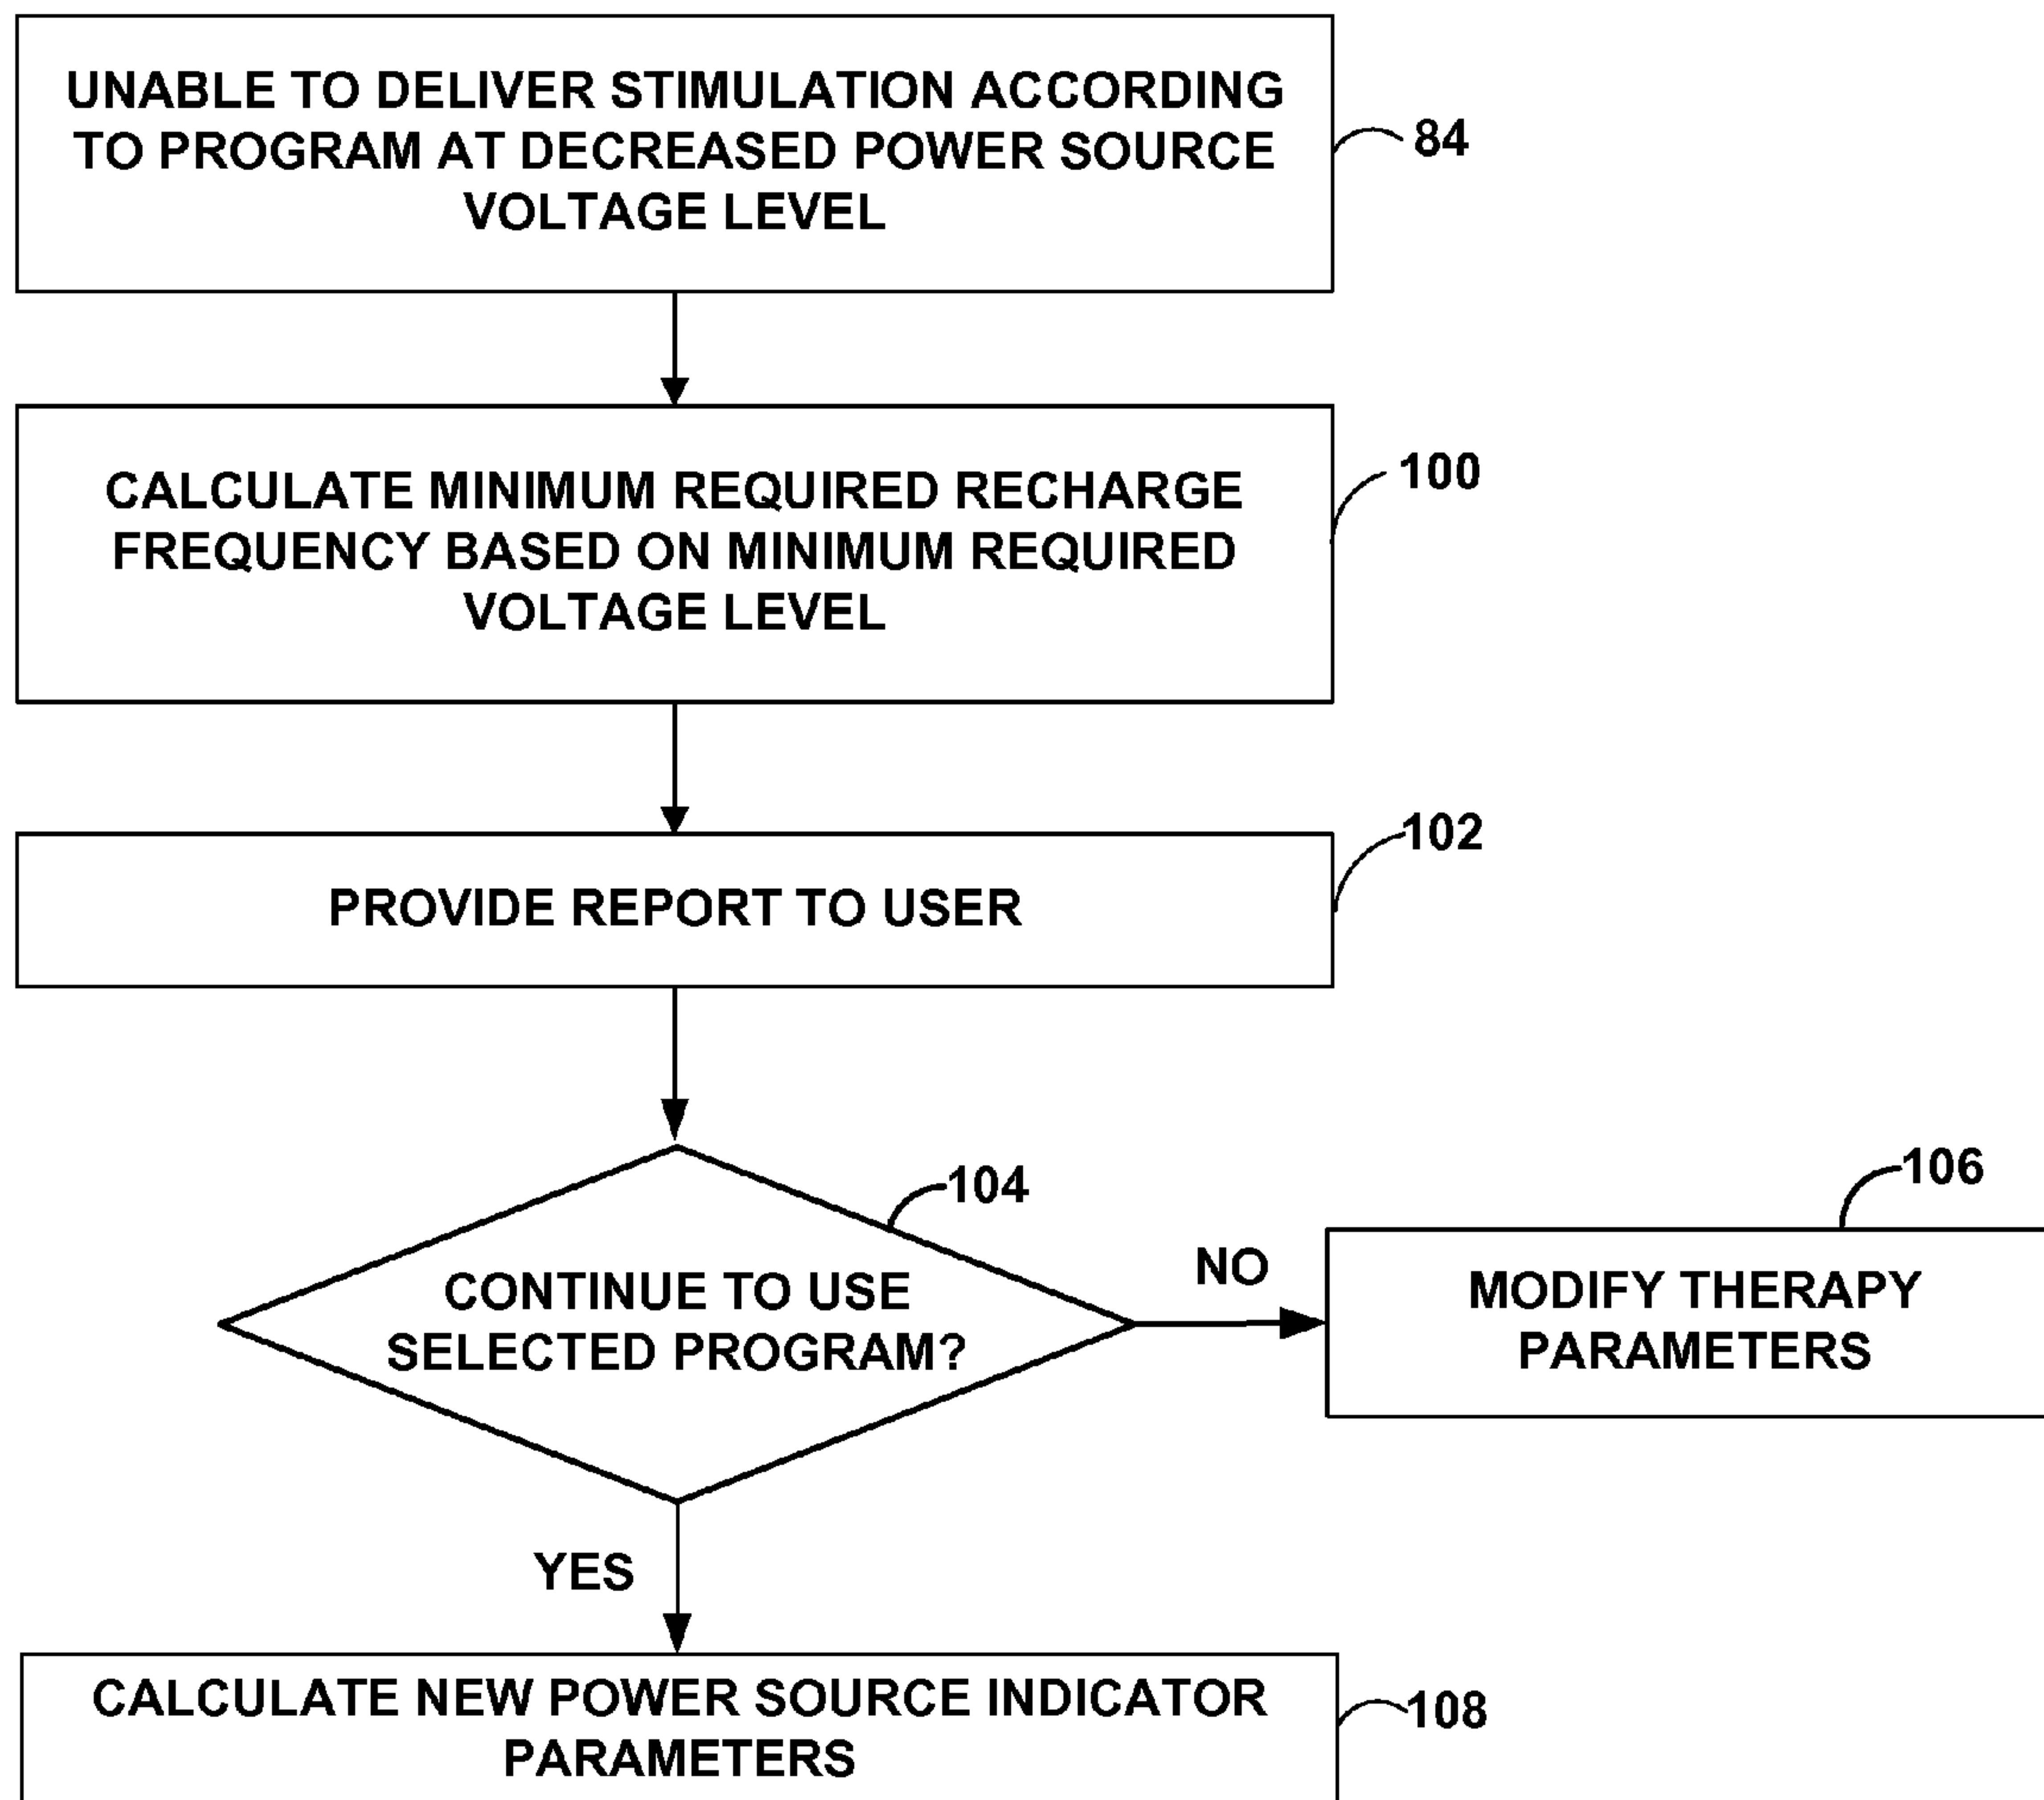 UNABLE TO DELIVER STIMULATION ACCORDING
TO PROGRAM AT DECREASED POWER SOURCE
VOLTAGE LEVEL
84
CALCULATE MINIMUM REQUIRED RECHARGE
FREQUENCY BASED ON MINIMUM REQUIRED
VOLTAGE LEVEL
100
PROVIDE REPORT TO USER
102
CONTINUE TO USE
SELECTED PROGRAM?
104
NO
MODIFY THERAPY
PARAMETERS
106
YES
CALCULATE NEW POWER SOURCE INDICATOR
PARAMETERS
108